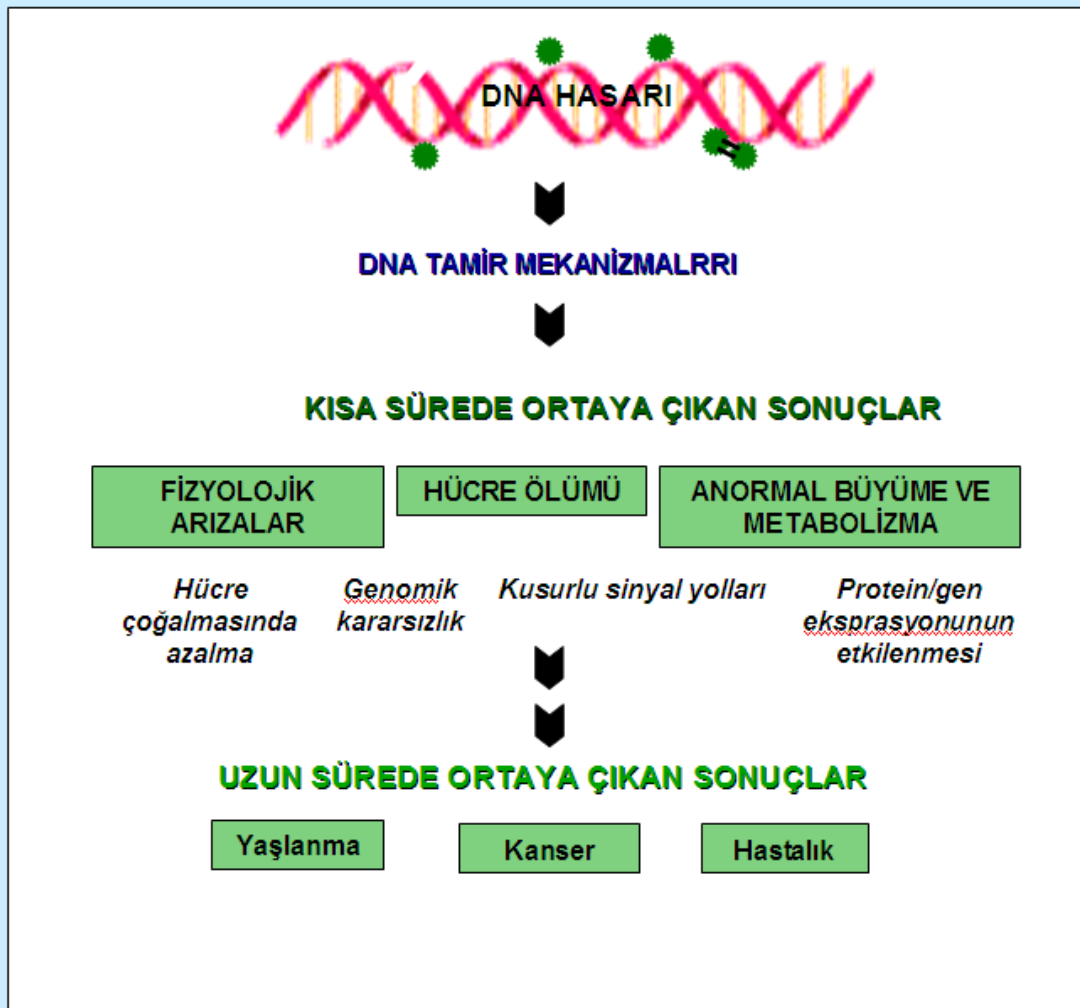 DNA HASARI
DNA TAMİR MEKANİZMALRRI
KISA SÜREDE ORTAYA ÇIKAN SONUÇLAR
FİZYOLOJİK
ARIZALAR
HÜCRE ÖLÜMÜ
ANORMAL BÜYÜME VE
METABOLİZMA
Hücre
çoğalmasında
azalma
Genomik
kararsızlık
Kusurlu sinyal yolları
Protein/gen
eksprasyonunun
etkilenmesi
UZUN SÜREDE ORTAYA ÇIKAN SONUÇLAR
Yaşlanma
Kanser
Hastalık